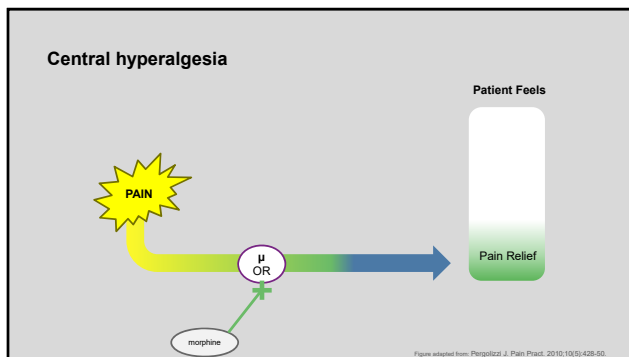 Central hyperalgesia
Patient Feels
PAIN
µ
OR
Pain Relief
morphine
Figure adapted from: Pergolizzi J. Pain Pract. 2010;10(5):428-50.